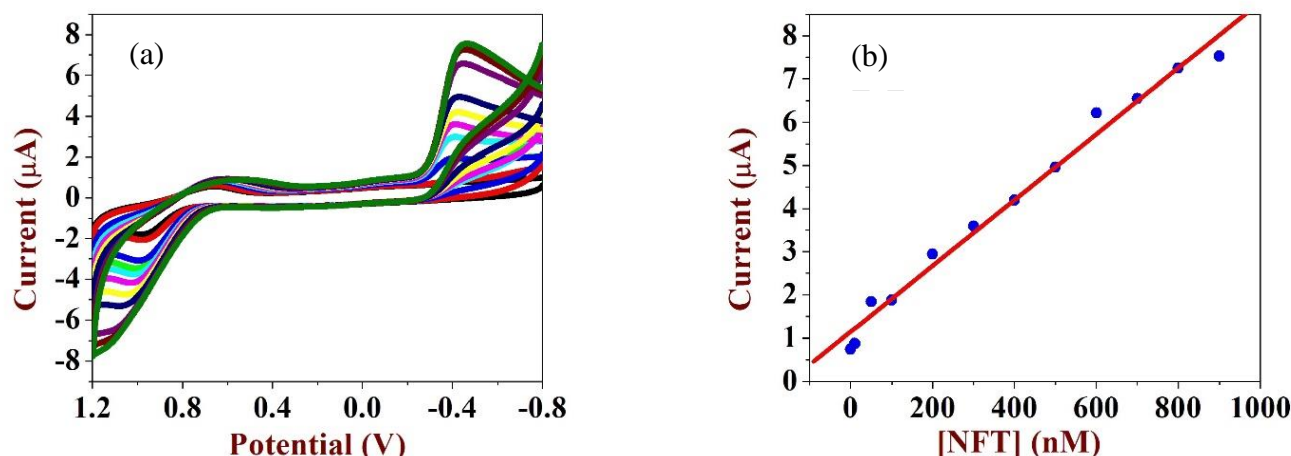 (a)
Current (µA)
8
6
4
2
0
-2
-4
-6
-8
1.2 0.8 0.4 0.0 -0.4 -0.8
Potential (V)
(b)
Current (µA)
8
7
6
5
4
3
2
1
0
0 200 400 600 800 1000
[NFT] (nM)